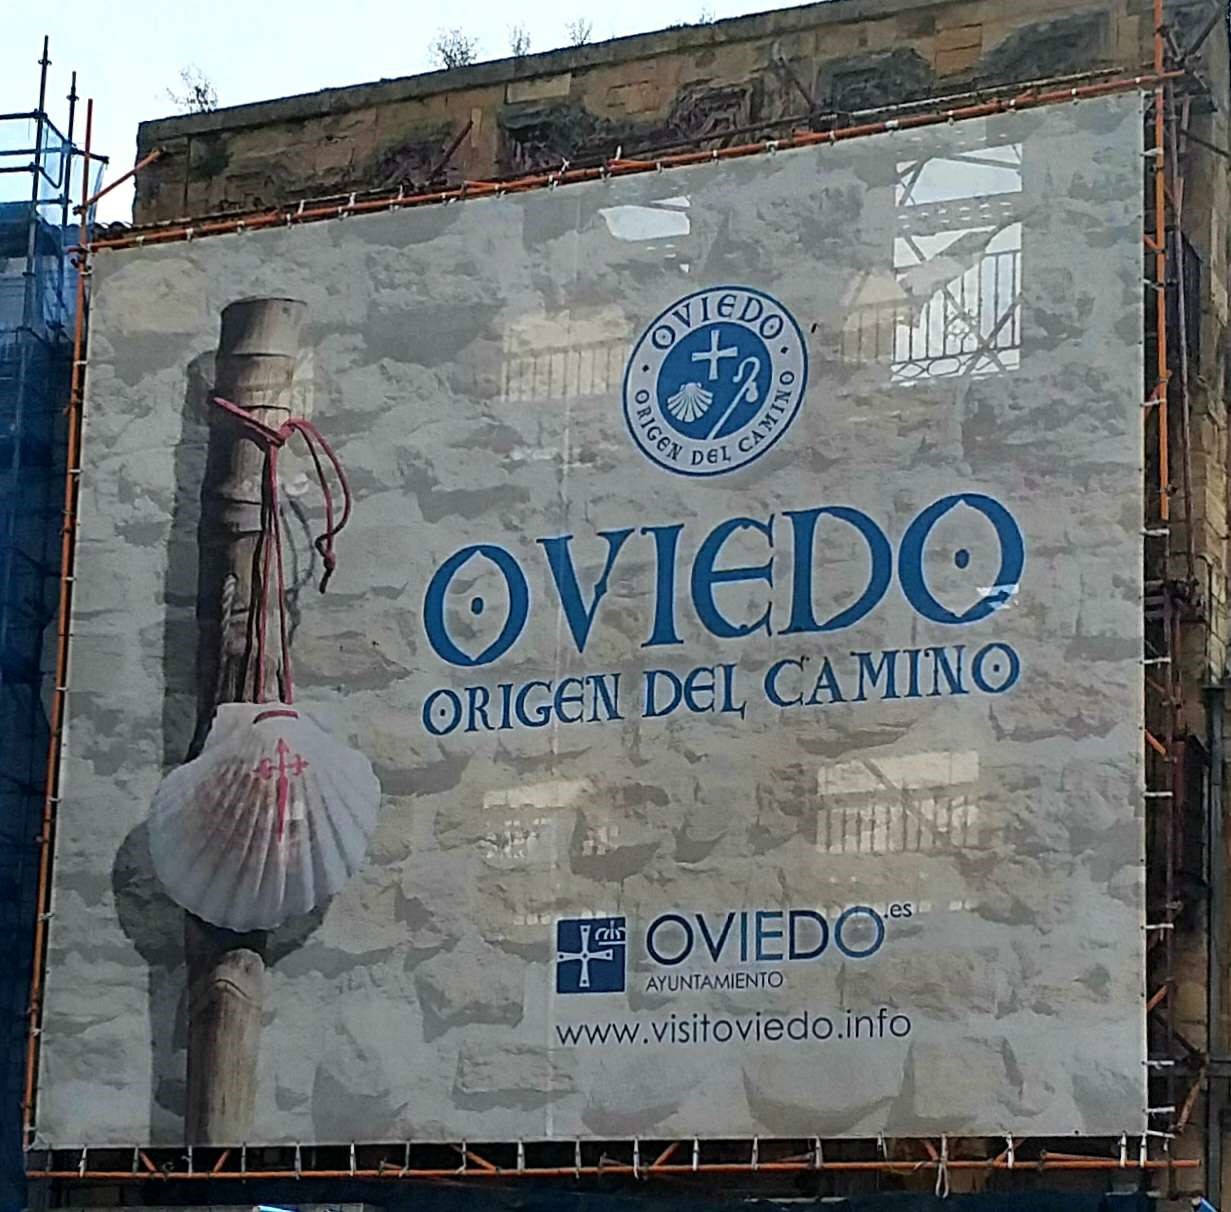 OVIEDO
ORIGEN DEL CAMINO
OVIEDO
ORIGEN DEL CAMINO
OVIEDO.es
AYUNTAMIENTO
www.visitoviedo.info